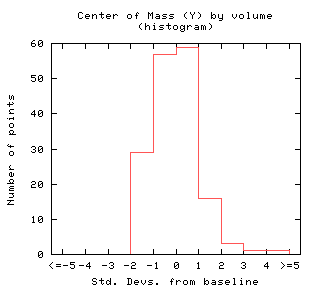 Center of Mass (Y) by volume
(histogram)
60
50
40
30
20
10
0
Number of points
<=-5 -4 -3 -2 -1 0 1 2 3 4 >=5
Std. Devs. from baseline